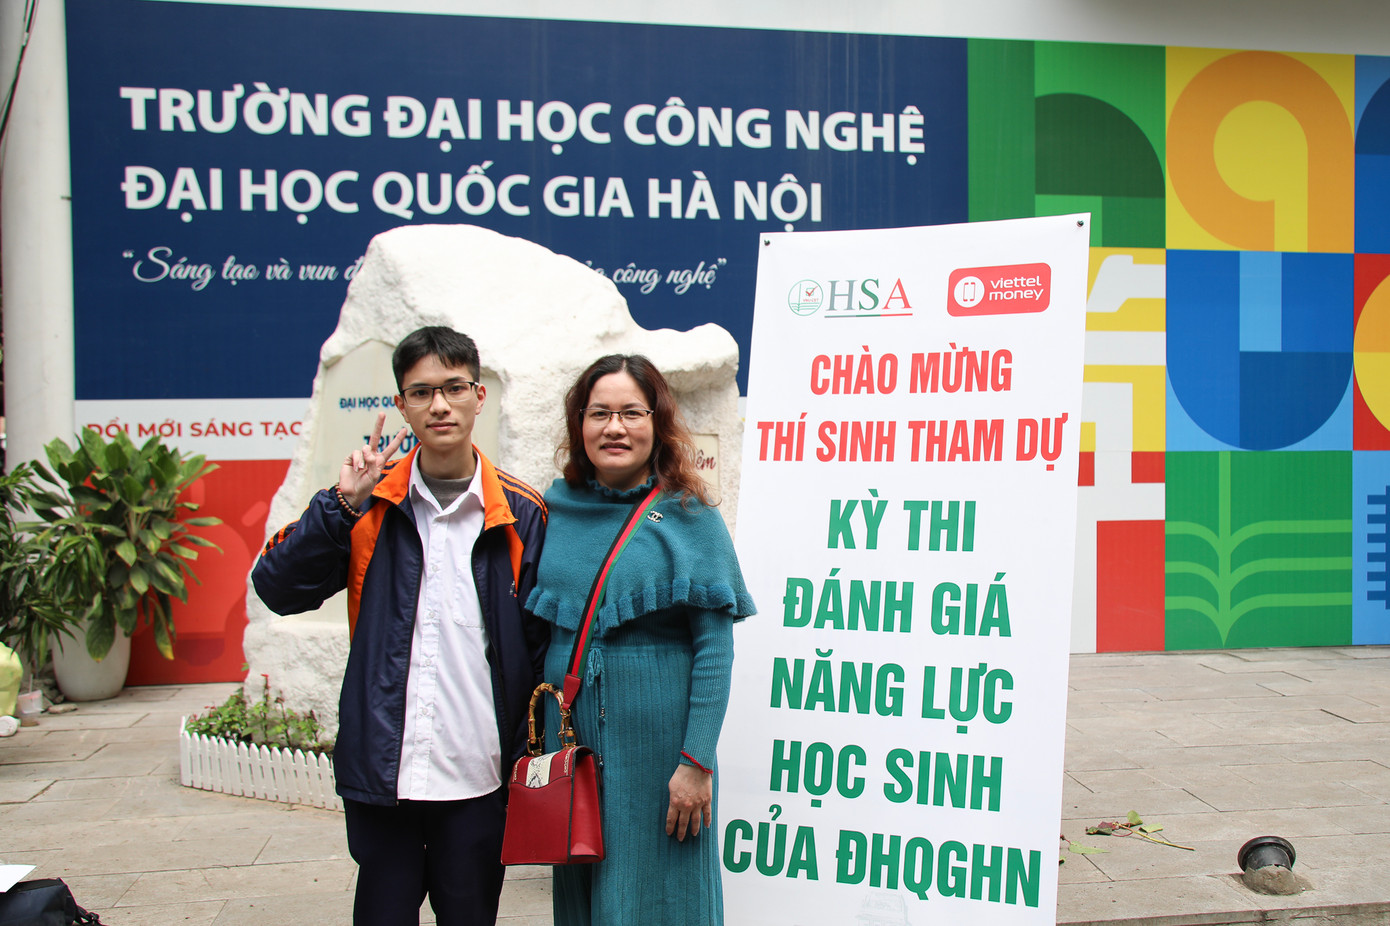 TRƯỜNG ĐẠI HỌC CÔNG NGHỆ
ĐẠI HỌC QUỐC GIA HÀ NỘI
“Sáng tạo và vun đ
công nghệ”
ĐỔI MỚI SÁNG TẠO
ĐẠI HỌC QU
TRƯỜ
HSA
viettel
money
CHÀO MỪNG
THÍ SINH THAM DỰ
KỲ THI
ĐÁNH GIÁ
NĂNG LỰC
HỌC SINH
CỦA ĐHQGHN